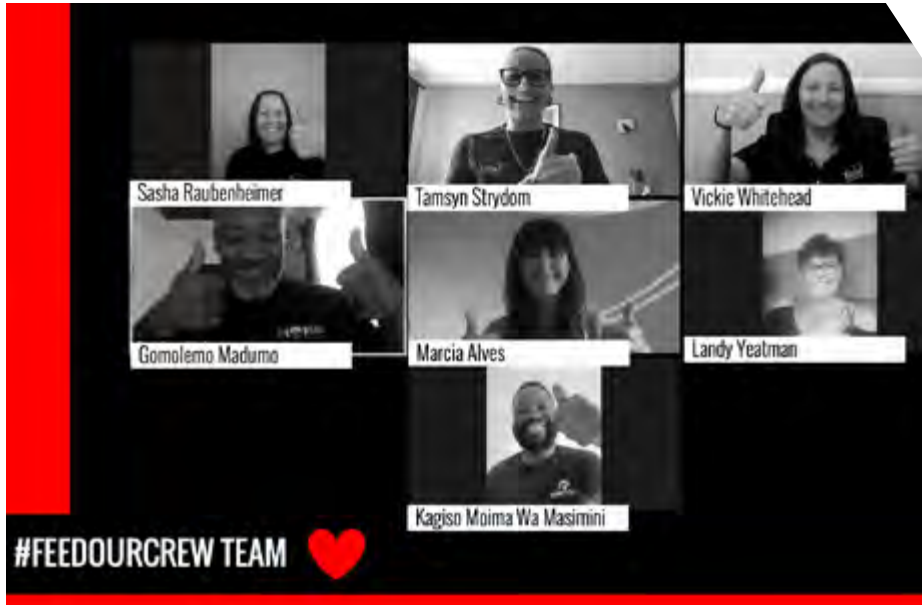 Sasha Raubenheimer
Tamsyn Strydom
Vickie Whitehead
Gomolemo Madumo
Marcia Alves
Landy Yeatman
Kagiso Moima Wa Masimini
#FEEDOURCREW TEAM